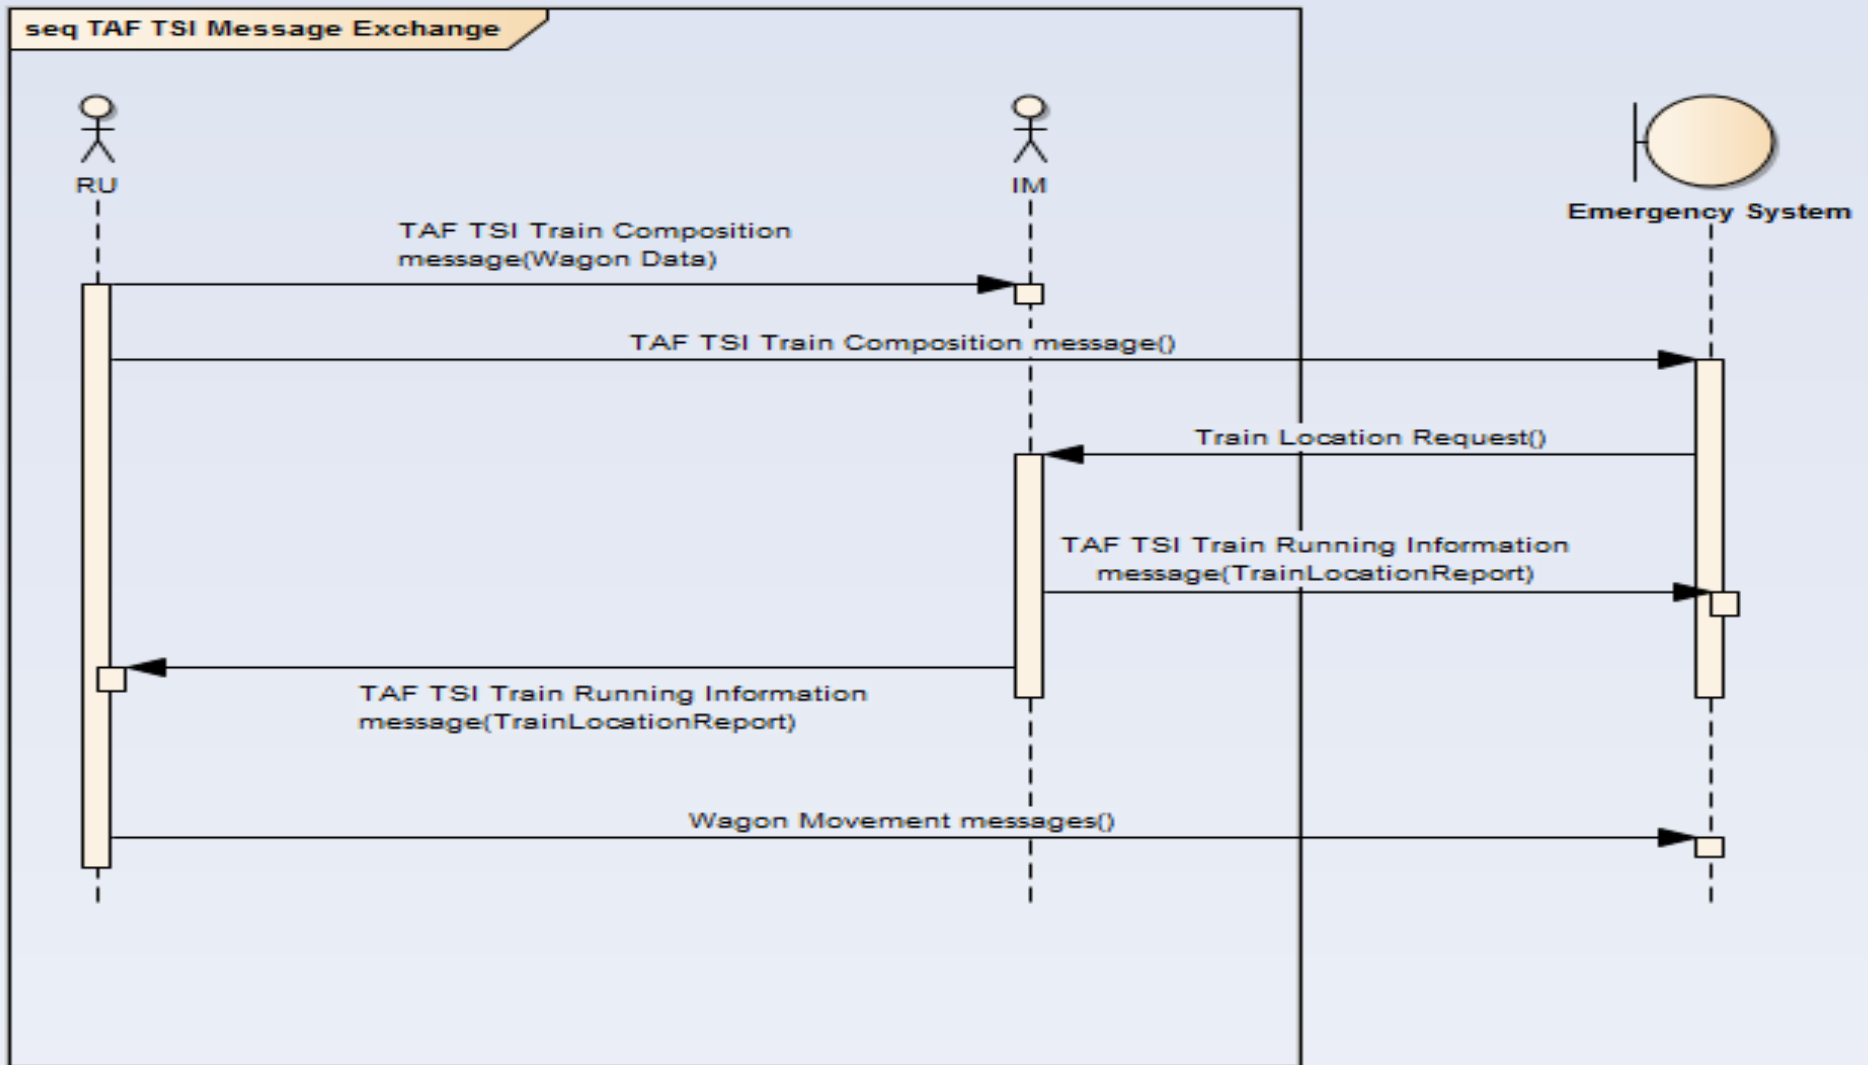 seq TAF TSI Message Exchange
RU
IM
Emergency System
TAF TSI Train Composition
message(Wagon Data)
TAF TSI Train Composition message()
Train Location Request()
TAF TSI Train Running Information
message(TrainLocationReport)
TAF TSI Train Running Information
message(TrainLocationReport)
Wagon Movement messages()